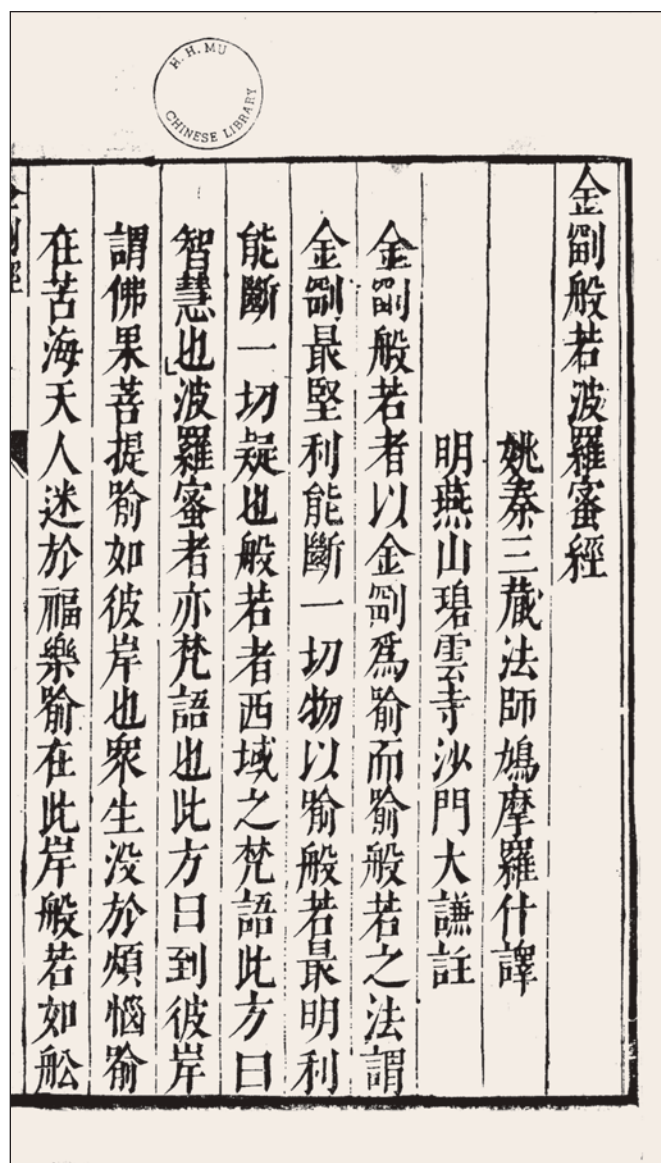 H. H. MU
CHINESE LIBRARY
金剛般若波羅蜜經
姚秦三藏法師鳩摩羅什譯
明燕山碧雲寺沙門大謙註
金剛般若者以金剛為喻而喻般若之法謂
金剛最堅利能斷一切物以喻般若最明利
能斷一切疑也般若者西域之梵語此方曰
智慧也波羅蜜者亦梵語也此方曰到彼岸
謂佛果菩提喻如彼岸也衆生没於煩惱喻
在苦海天人迷於福樂喻在此岸般若如舩